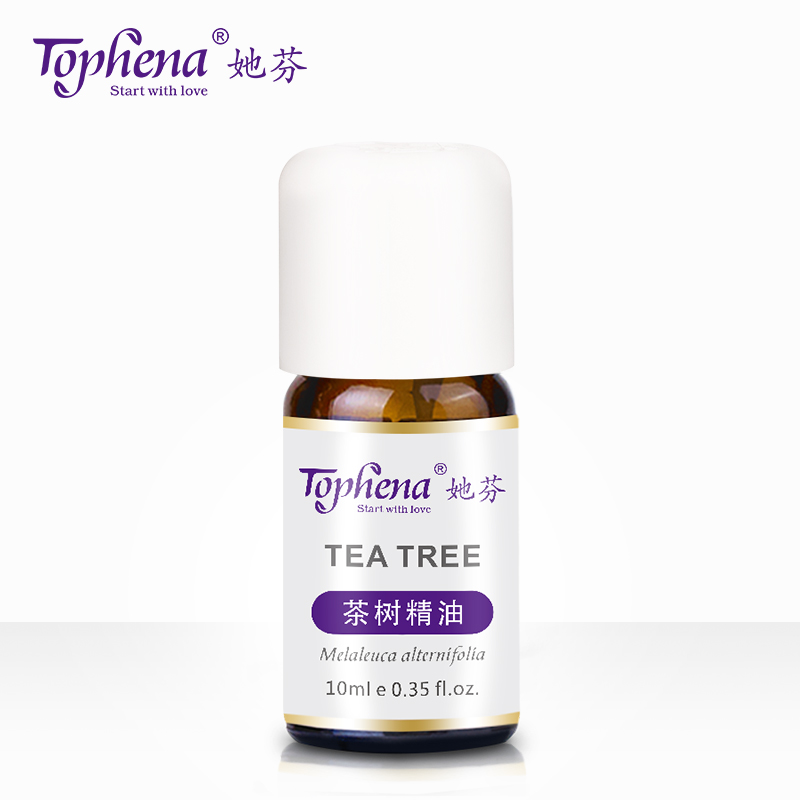 Tophena® 她芬
Start with love
Tophena® 她芬
Start with love
TEA TREE
茶树精油
Melaleuca alternifolia
10ml e 0.35 fl.oz.